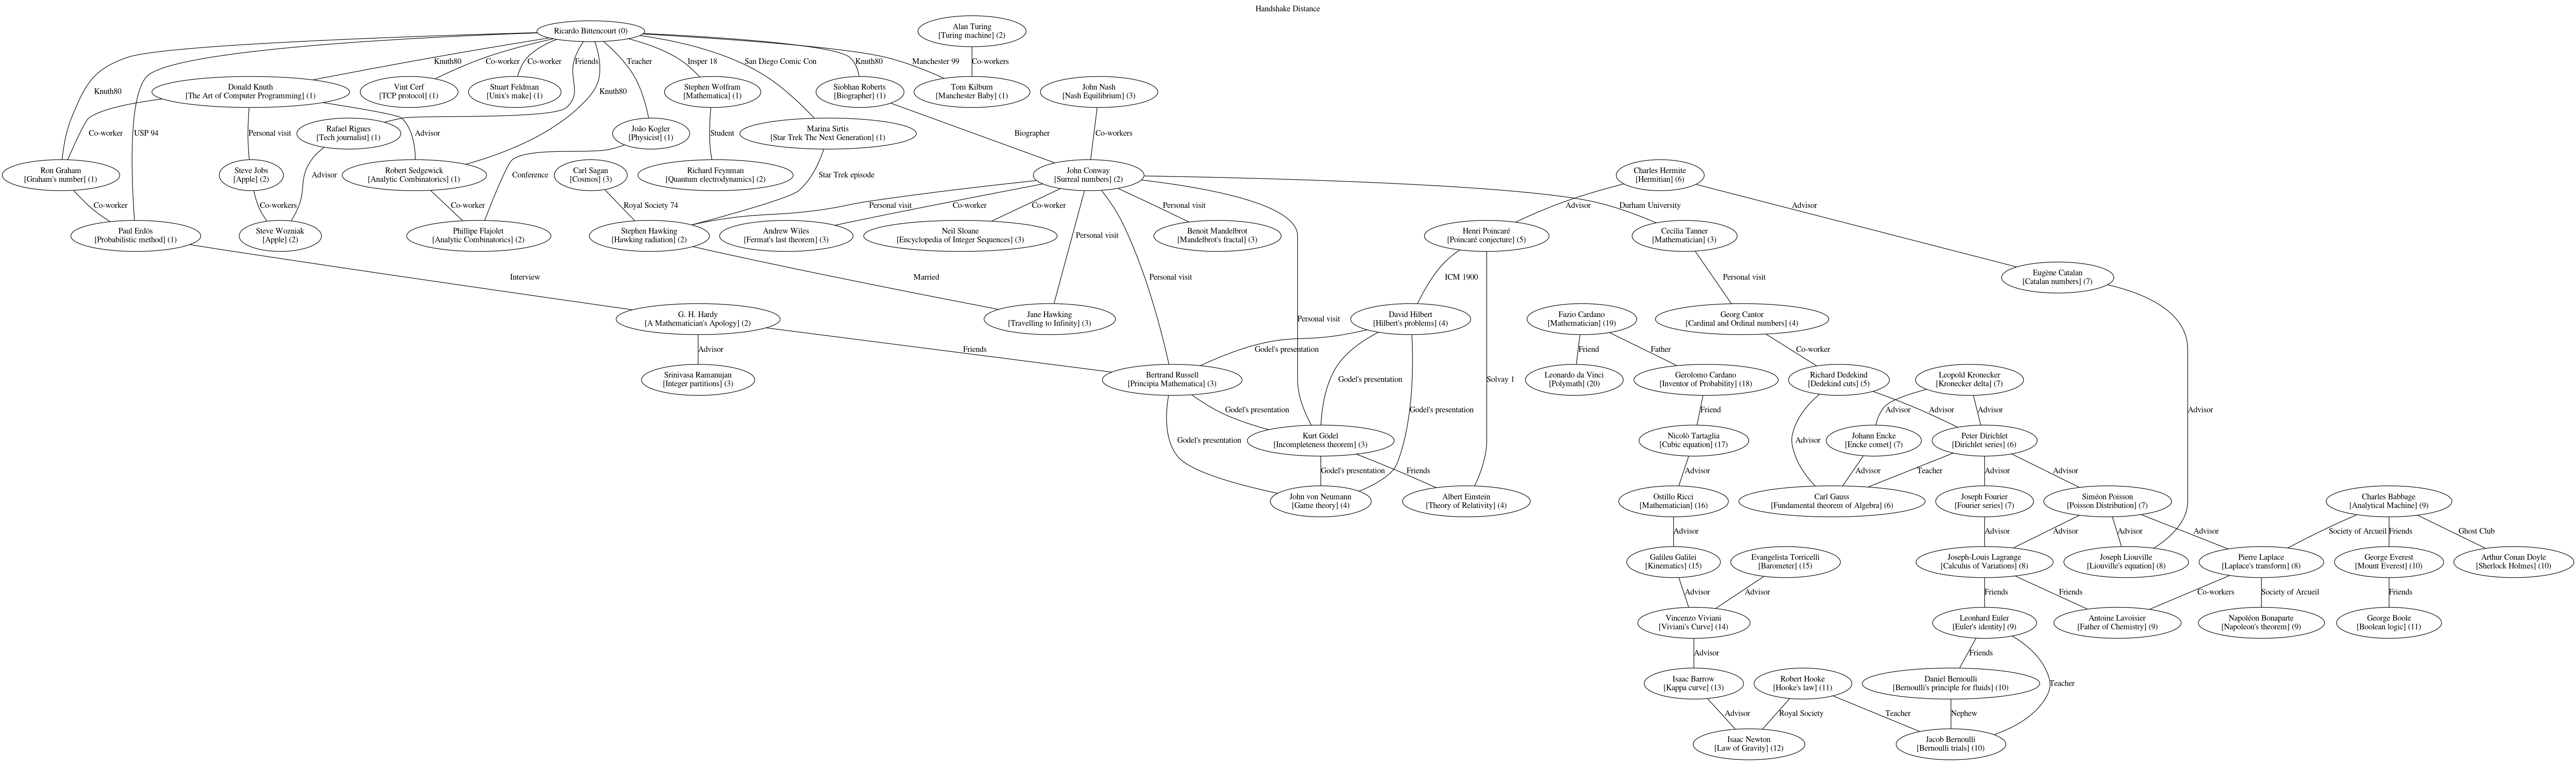 Handshake Distance
Ricardo Bittencourt (0)
Alan Turing
[Turing machine] (2)
Knuth80
Co-worker
Co-worker
Friends
Teacher
Insper 18
San Diego Comic Con
Knuth80
Manchester 99
Co-workers
Knuth80
Donald Knuth
[The Art of Computer Programming] (1)
Vint Cerf
[TCP protocol] (1)
Stuart Feldman
[Unix's make] (1)
Knuth80
Stephen Wolfram
[Mathematica] (1)
Siobhan Roberts
[Biographer] (1)
Tom Kilburn
[Manchester Baby] (1)
John Nash
[Nash Equilibrium] (3)
Co-worker
USP 94
Personal visit
Rafael Rigues
[Tech journalist] (1)
Advisor
João Kogler
[Physicist] (1)
Student
Marina Sirtis
[Star Trek The Next Generation] (1)
Biographer
Co-workers
Ron Graham
[Graham's number] (1)
Steve Jobs
[Apple] (2)
Advisor
Robert Sedgewick
[Analytic Combinatorics] (1)
Conference
Carl Sagan
[Cosmos] (3)
Richard Feynman
[Quantum electrodynamics] (2)
Star Trek episode
John Conway
[Surreal numbers] (2)
Charles Hermite
[Hermitian] (6)
Co-worker
Co-workers
Co-worker
Royal Society 74
Personal visit
Co-worker
Co-worker
Personal visit
Advisor
Durham University
Advisor
Paul Erdös
[Probabilistic method] (1)
Steve Wozniak
[Apple] (2)
Phillipe Flajolet
[Analytic Combinatorics] (2)
Stephen Hawking
[Hawking radiation] (2)
Andrew Wiles
[Fermat's last theorem] (3)
Neil Sloane
[Encyclopedia of Integer Sequences] (3)
Personal visit
Benoit Mandelbrot
[Mandelbrot's fractal] (3)
Henri Poincaré
[Poincaré conjecture] (5)
Cecilia Tanner
[Mathematician] (3)
Interview
Married
Personal visit
ICM 1900
Personal visit
Eugène Catalan
[Catalan numbers] (7)
G. H. Hardy
[A Mathematician's Apology] (2)
Jane Hawking
[Travelling to Infinity] (3)
Personal visit
David Hilbert
[Hilbert's problems] (4)
Fazio Cardano
[Mathematician] (19)
Georg Cantor
[Cardinal and Ordinal numbers] (4)
Advisor
Friends
Godel's presentation
Friend
Father
Co-worker
Srinivasa Ramanujan
[Integer partitions] (3)
Bertrand Russell
[Principia Mathematica] (3)
Godel's presentation
Solvay 1
Leonardo da Vinci
[Polymath] (20)
Gerolomo Cardano
[Inventor of Probability] (18)
Richard Dedekind
[Dedekind cuts] (5)
Leopold Kronecker
[Kronecker delta] (7)
Godel's presentation
Godel's presentation
Friend
Advisor
Advisor
Advisor
Advisor
Godel's presentation
Kurt Gödel
[Incompleteness theorem] (3)
Nicolò Tartaglia
[Cubic equation] (17)
Advisor
Johann Encke
[Encke comet] (7)
Peter Dirichlet
[Dirichlet series] (6)
Godel's presentation
Friends
Advisor
Advisor
Teacher
Advisor
Advisor
John von Neumann
[Game theory] (4)
Albert Einstein
[Theory of Relativity] (4)
Ostillo Ricci
[Mathematician] (16)
Carl Gauss
[Fundamental theorem of Algebra] (6)
Joseph Fourier
[Fourier series] (7)
Siméon Poisson
[Poisson Distribution] (7)
Charles Babbage
[Analytical Machine] (9)
Advisor
Advisor
Advisor
Advisor
Advisor
Society of Arcueil
Friends
Ghost Club
Galileu Galilei
[Kinematics] (15)
Evangelista Torricelli
[Barometer] (15)
Joseph-Louis Lagrange
[Calculus of Variations] (8)
Joseph Liouville
[Liouville's equation] (8)
Pierre Laplace
[Laplace's transform] (8)
George Everest
[Mount Everest] (10)
Arthur Conan Doyle
[Sherlock Holmes] (10)
Advisor
Advisor
Friends
Friends
Co-workers
Society of Arcueil
Friends
Vincenzo Viviani
[Viviani's Curve] (14)
Leonhard Euler
[Euler's identity] (9)
Antoine Lavoisier
[Father of Chemistry] (9)
Napoléon Bonaparte
[Napoleon's theorem] (9)
George Boole
[Boolean logic] (11)
Advisor
Friends
Isaac Barrow
[Kappa curve] (13)
Robert Hooke
[Hooke's law] (11)
Daniel Bernoulli
[Bernoulli's principle for fluids] (10)
Teacher
Advisor
Royal Society
Teacher
Nephew
Isaac Newton
[Law of Gravity] (12)
Jacob Bernoulli
[Bernoulli trials] (10)